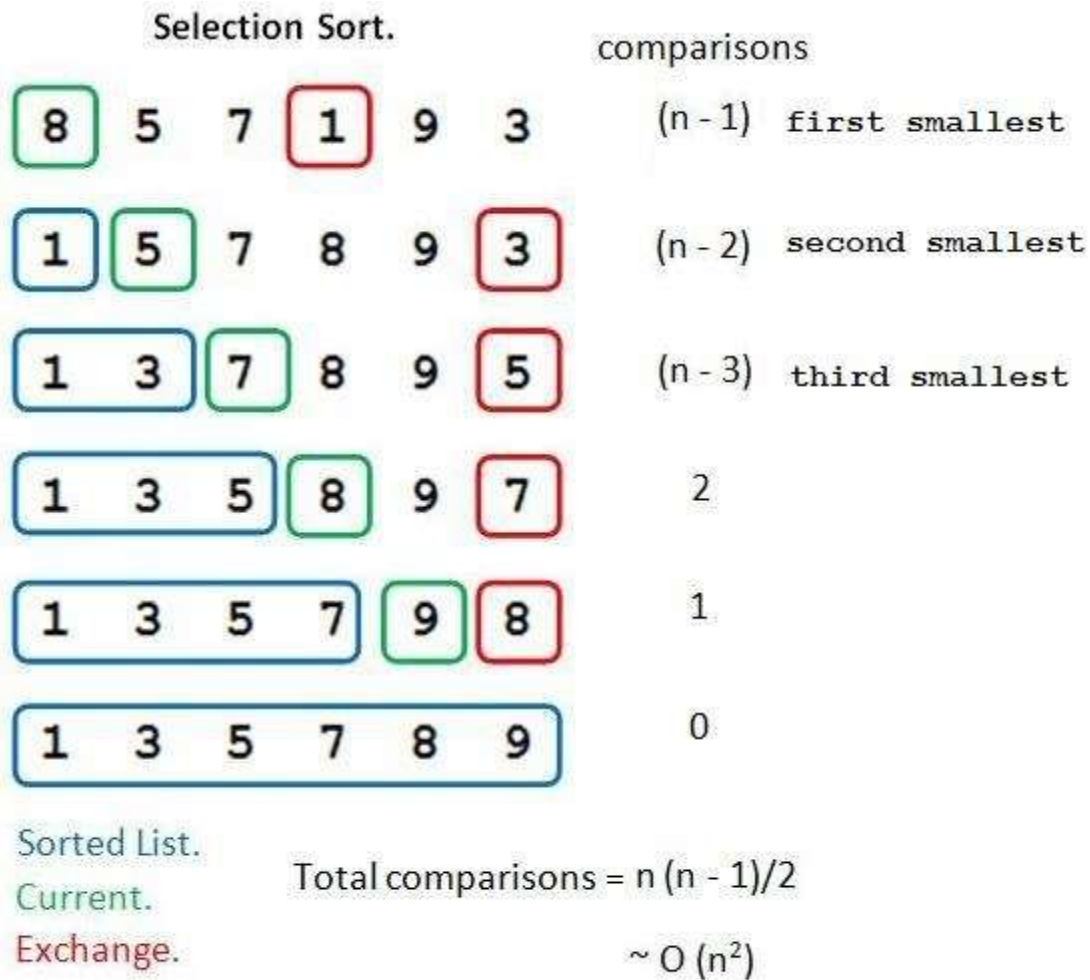 Selection Sort.
comparisons
8 5 7 1 9 3 (n - 1) first smallest
1 5 7 8 9 3 (n - 2) second smallest
1 3 7 8 9 5 (n - 3) third smallest
1 3 5 8 9 7 2
1 3 5 7 9 8 1
1 3 5 7 8 9 0
Sorted List.
Current.
Exchange.
Total comparisons = n (n - 1)/2
~ O (n²)